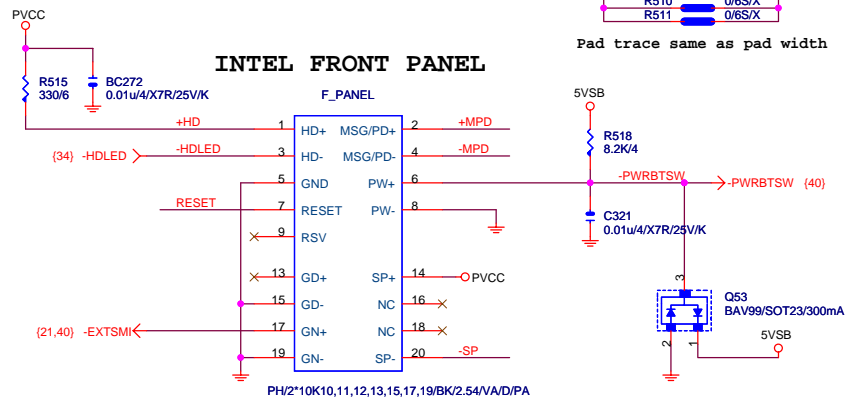 R510 0/6S/X
R511 0/6S/X
Pad trace same as pad width
PVCC
R515
330/6
BC272
0.01u/4/X7R/25V/K
INTEL FRONT PANEL
F_PANEL
5VSB
R518
8.2K/4
+HD 1 HD+ MSG/PD+ 2 +MPD
{34} -HDLED -HDLED 3 HD- MSG/PD- 4 -MPD
5 GND PW+ 6 -PWRBTSW -PWRBTSW {40}
RESET 7 RESET PW- 8
C321
0.01u/4/X7R/25V/K
9 RSV
13 GD+ SP+ 14 PVCC
15 GD- NC 16
{21,40} -EXTSMI 17 GN+ NC 18
19 GN- SP- 20 -SP
3
Q53
BAV99/SOT23/300mA
2 1
5VSB
PH/2*10K10,11,12,13,15,17,19/BK/2.54/VA/D/PA